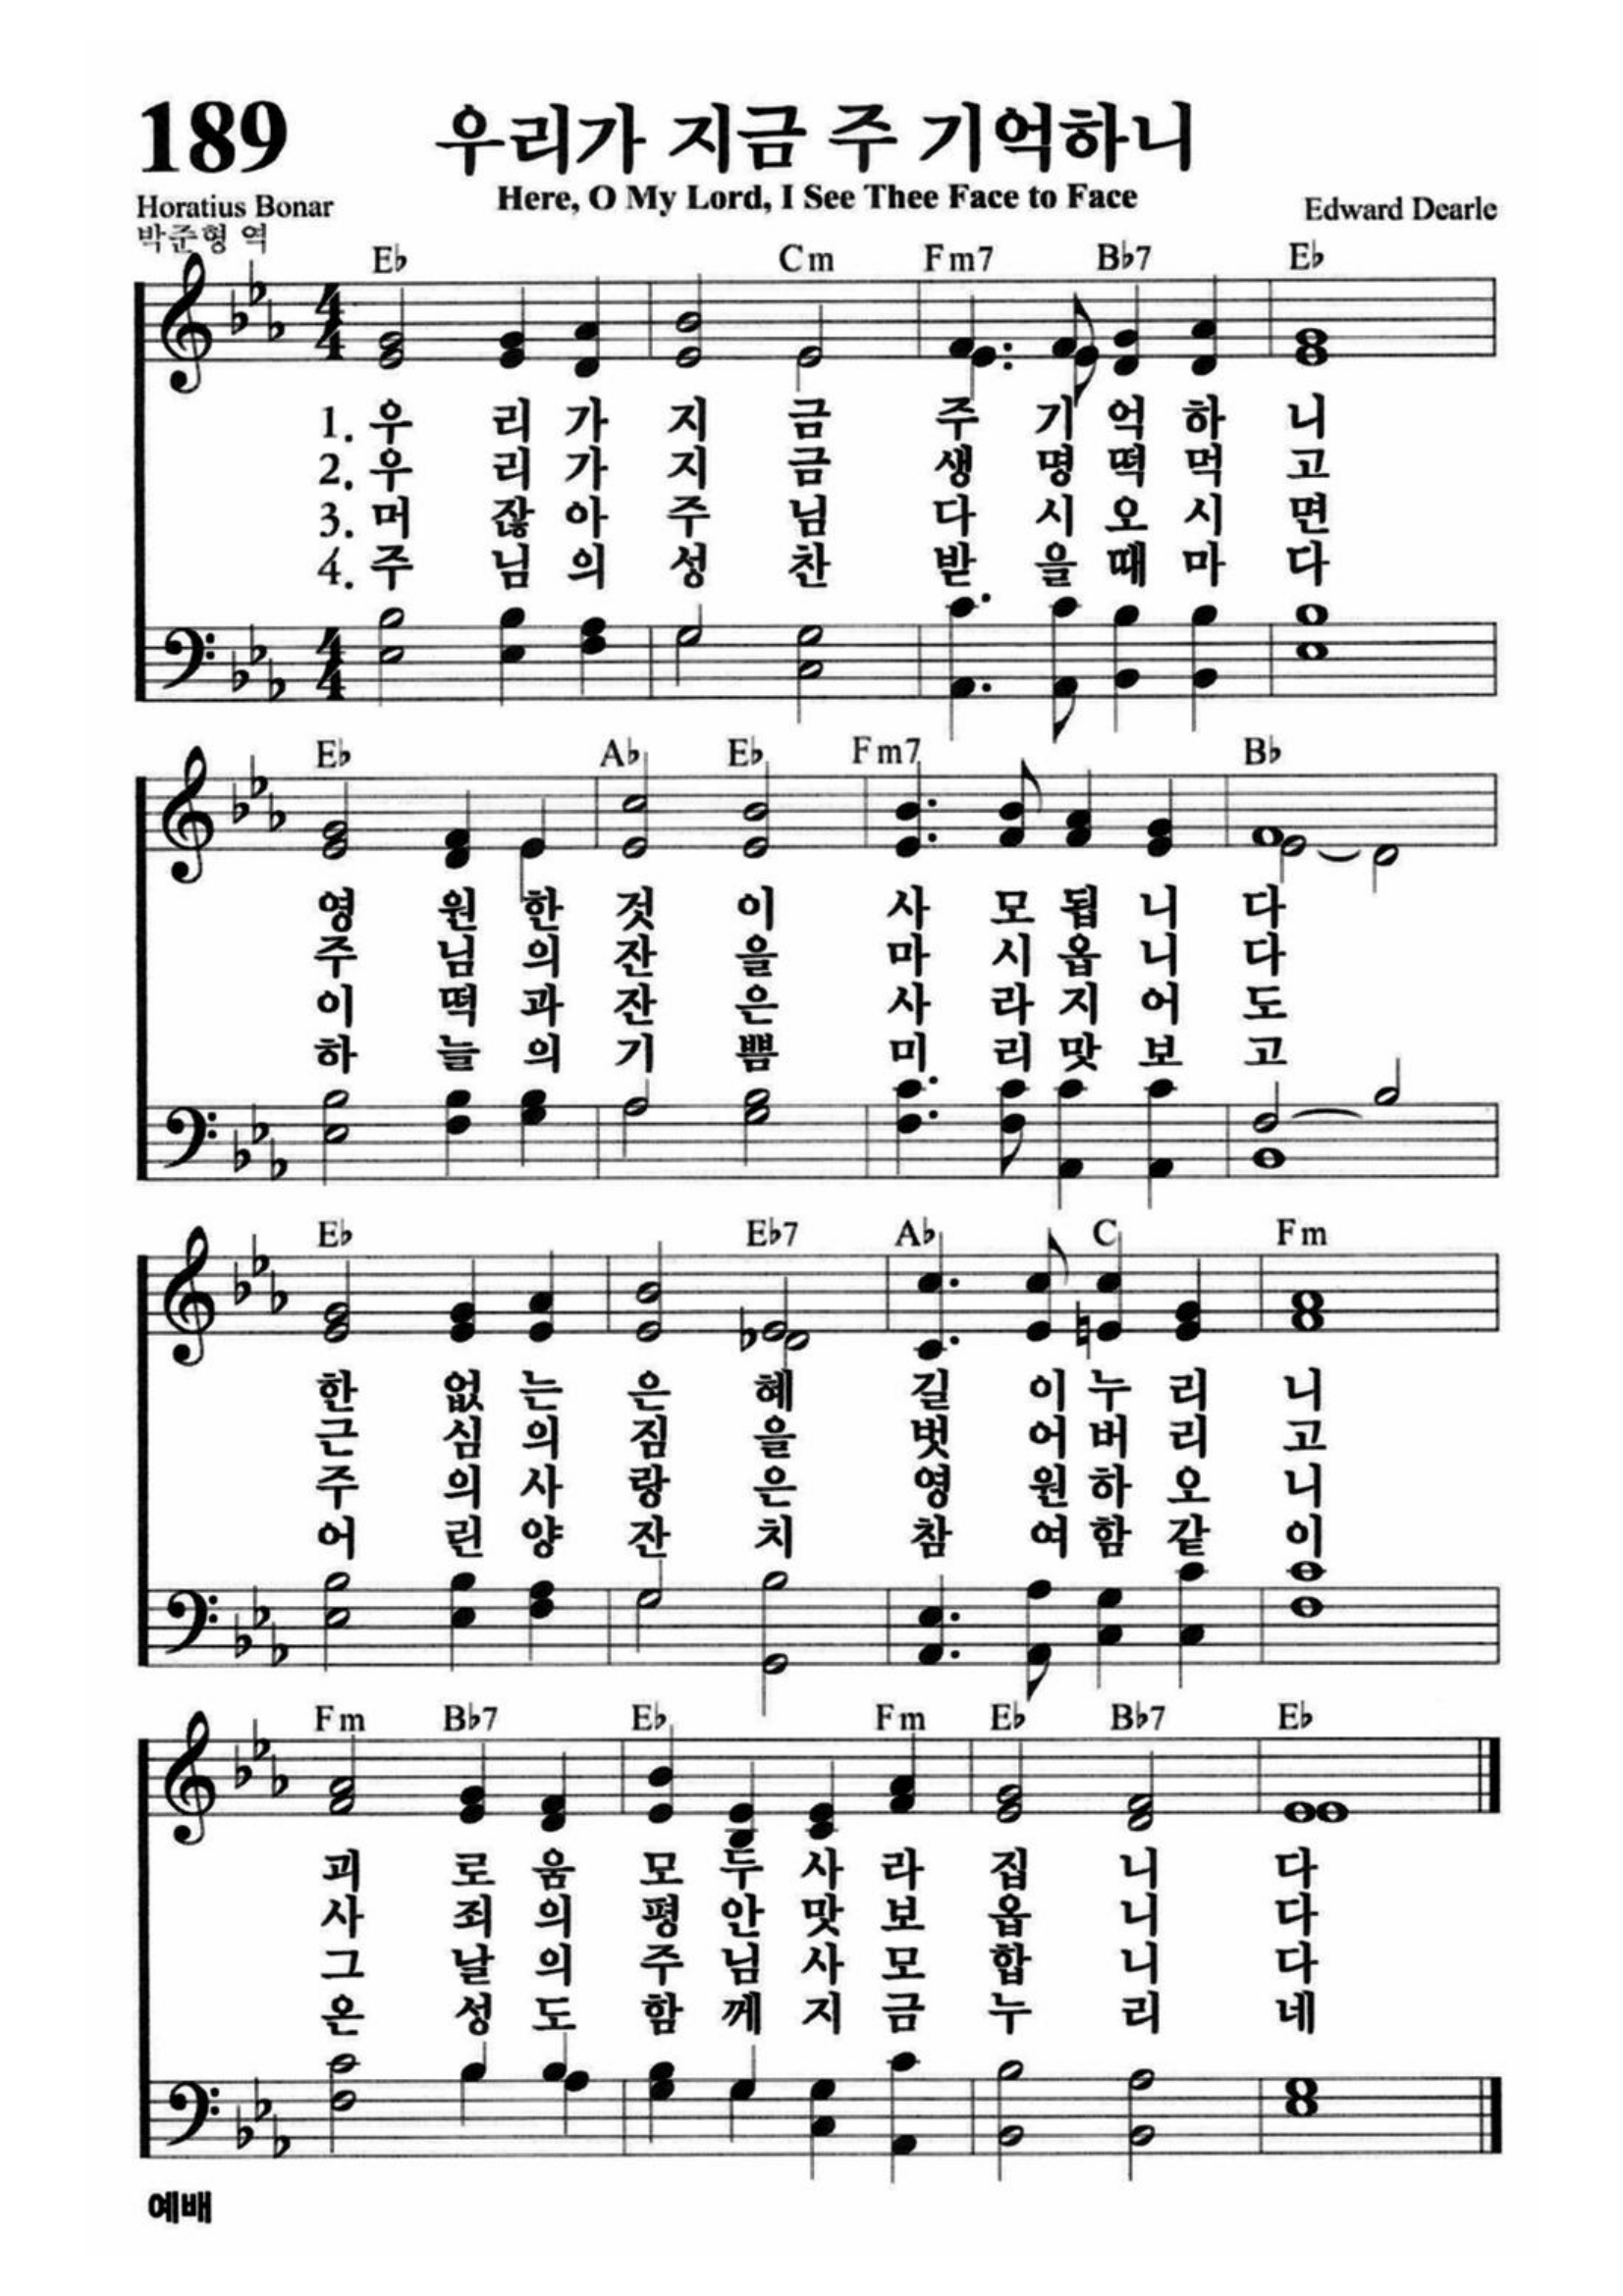 189
우리가 지금 주 기억하니
Here, O My Lord, I See Thee Face to Face
Horatius Bonar
박준형 역
Edward Dearle
E♭ Cm Fm7 B♭7 E♭
1. 우 리 가 지 금 주 기 억 하 니
2. 우 리 가 지 금 생 명 떡 먹 고
3. 머 잖 아 주 님 다 시 오 시 면
4. 주 님 의 성 찬 받 을 때 마 다
E♭ A♭ E♭ Fm7 B♭
영 원 한 것 이 사 모 됩 니 다
주 님 의 잔 을 마 시 옵 니 다
이 떡 과 잔 은 사 라 지 어 도
하 늘 의 기 쁨 미 리 맛 보 고
E♭ E♭7 A♭ C Fm
한 없 는 은 혜 길 이 누 리 니
근 심 의 짐 을 벗 어 버 리 고
주 의 사 랑 은 영 원 하 오 니
어 린 양 잔 치 참 여 함 같 이
Fm B♭7 E♭ Fm E♭ B♭7 E♭
괴 로 움 모 두 사 라 집 니 다
사 죄 의 평 안 맛 보 옵 니 다
그 날 의 주 님 사 모 합 니 다
온 성 도 함 께 지 금 누 리 네
예배